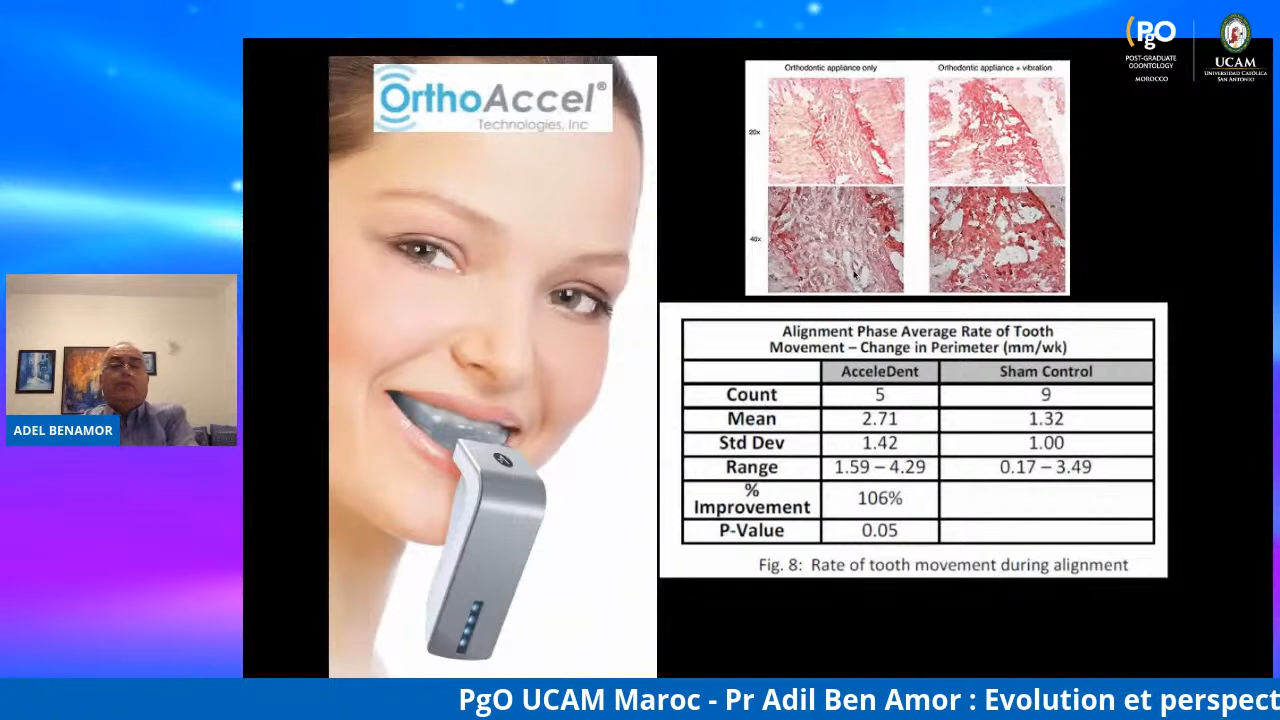 (PgO
POST-GRADUATE
ODONTOLOGY
MOROCCO
UCAM
UNIVERSIDAD CATÓLICA
SAN ANTONIO
OrthoAccel®
Technologies, Inc
Orthodontic appliance only
Orthodontic appliance + vibration
20x
40x
Alignment Phase Average Rate of Tooth
Movement – Change in Perimeter (mm/wk)
AcceleDent Sham Control
Count 5 9
Mean 2.71 1.32
Std Dev 1.42 1.00
Range 1.59 – 4.29 0.17 – 3.49
%
Improvement 106%
P-Value 0.05
Fig. 8: Rate of tooth movement during alignment
ADEL BENAMOR
PgO UCAM Maroc - Pr Adil Ben Amor : Evolution et perspect